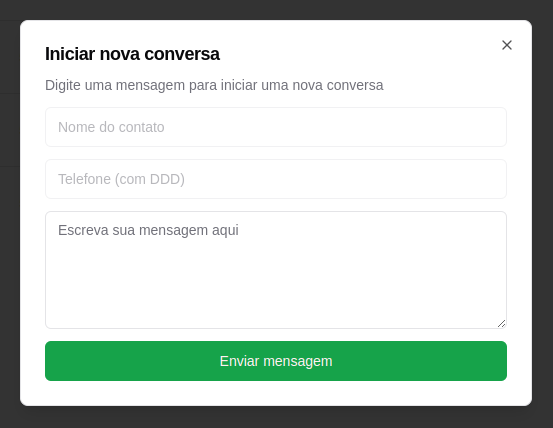 Iniciar nova conversa
Digite uma mensagem para iniciar uma nova conversa
Nome do contato
Telefone (com DDD)
Escreva sua mensagem aqui
Enviar mensagem